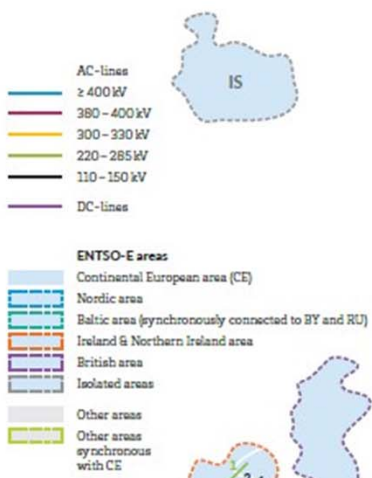 IS
AC-lines
≥ 400 kV
380 – 400 kV
300 – 330 kV
220 – 285 kV
110 – 150 kV
DC-lines
ENTSO-E areas
Continental European area (CE)
Nordic area
Baltic area (synchronously connected to BY and RU)
Ireland & Northern Ireland area
British area
Isolated areas
Other areas
Other areas
synchronous
with CE
1